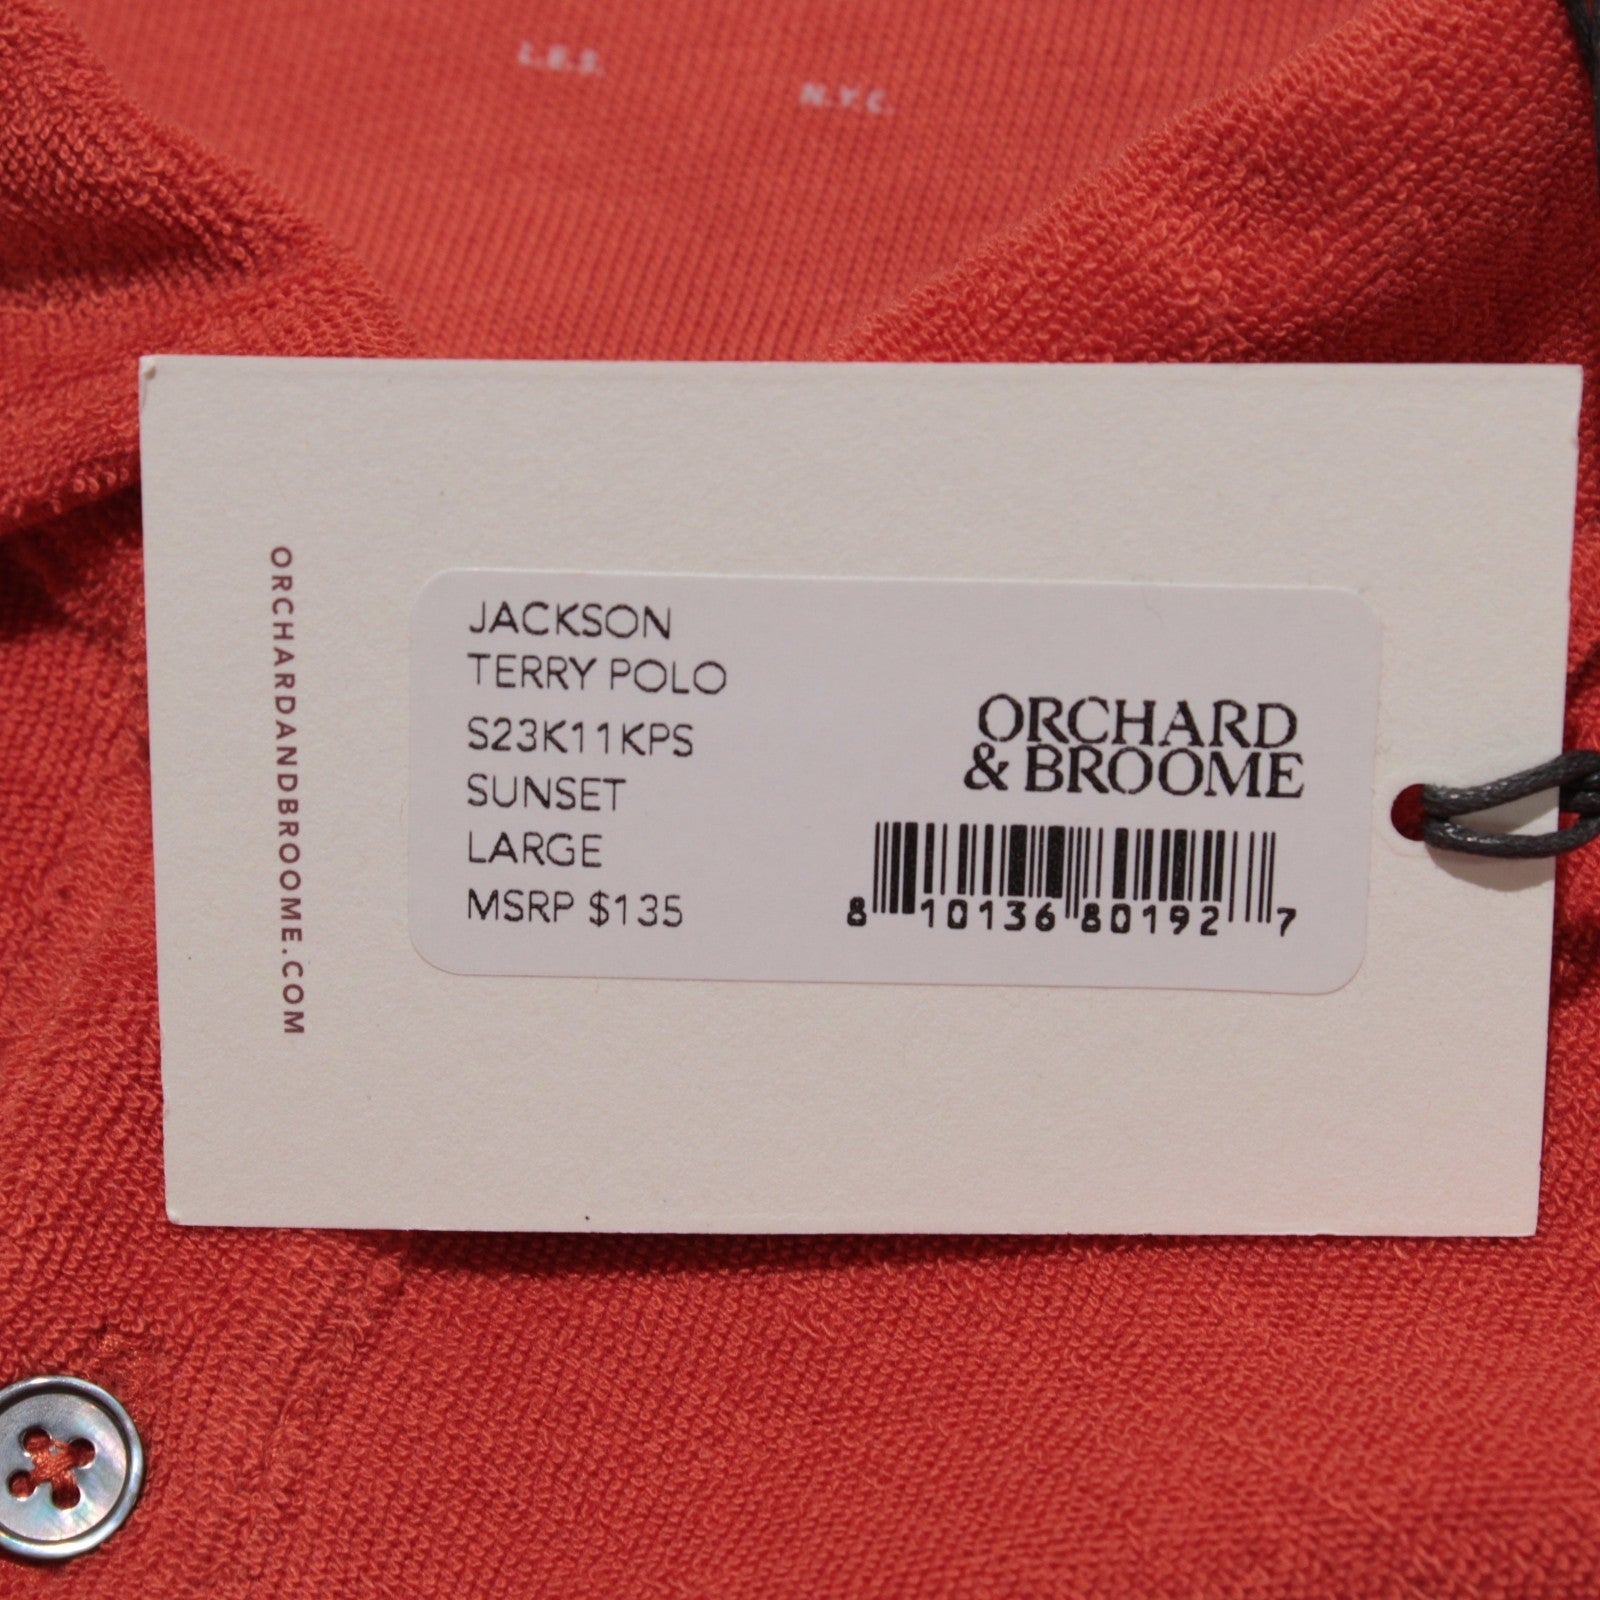 L.E.S.
N.Y.C.
ORCHARDANDBROOME.COM
JACKSON
TERRY POLO
S23K11KPS
SUNSET
LARGE
MSRP $135
ORCHARD
& BROOME
8 10136 80192 7